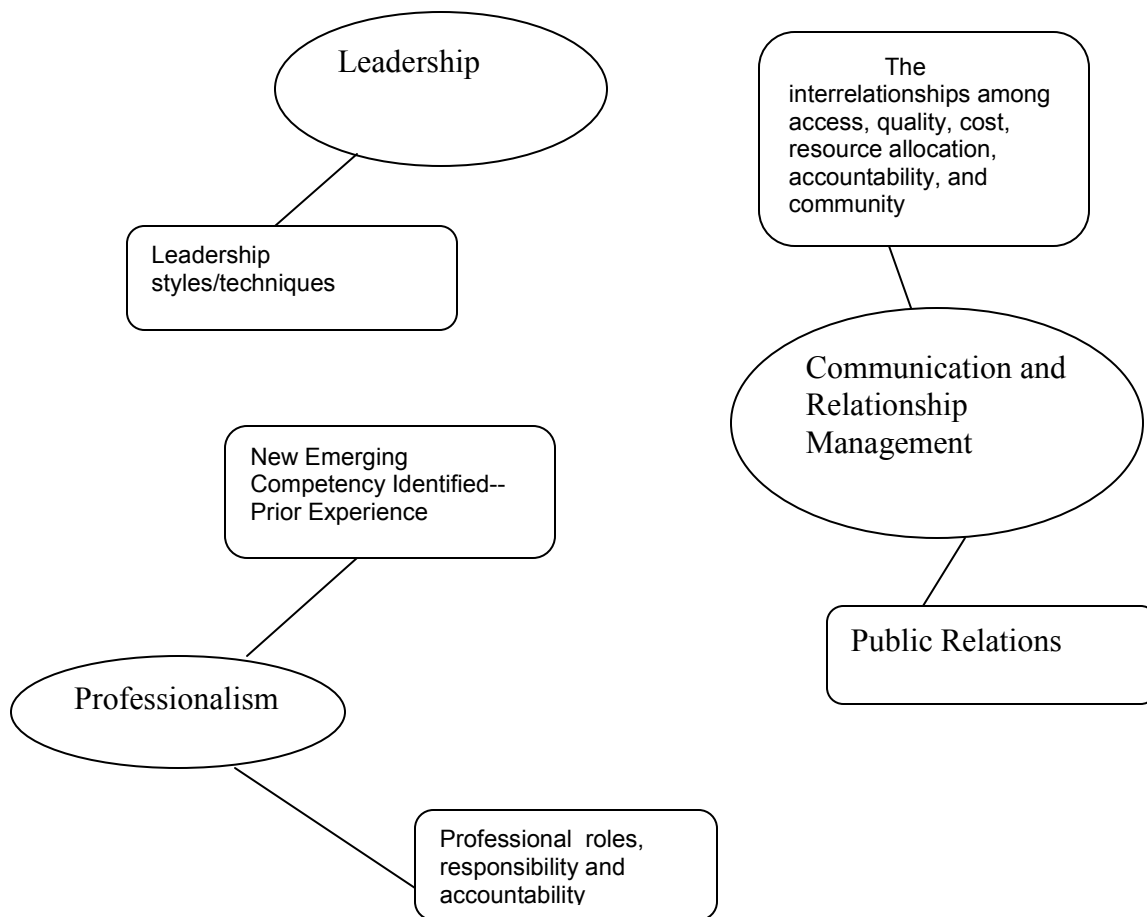 Leadership
Leadership
styles/techniques
The
interrelationships among
access, quality, cost,
resource allocation,
accountability, and
community
Communication and
Relationship
Management
New Emerging
Competency Identified--
Prior Experience
Public Relations
Professionalism
Professional  roles,
responsibility and
accountability